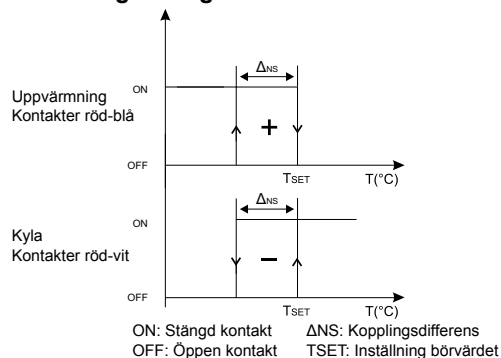 ΔNS
ON
Uppvärmning
Kontakter röd-blå
+
OFF
TSET T(°C)
ΔNS
ON
Kyla
Kontakter röd-vit
−
OFF
TSET T(°C)
ON: Stängd kontakt ΔNS: Kopplingsdifferens
OFF: Öppen kontakt TSET: Inställning börvärdet